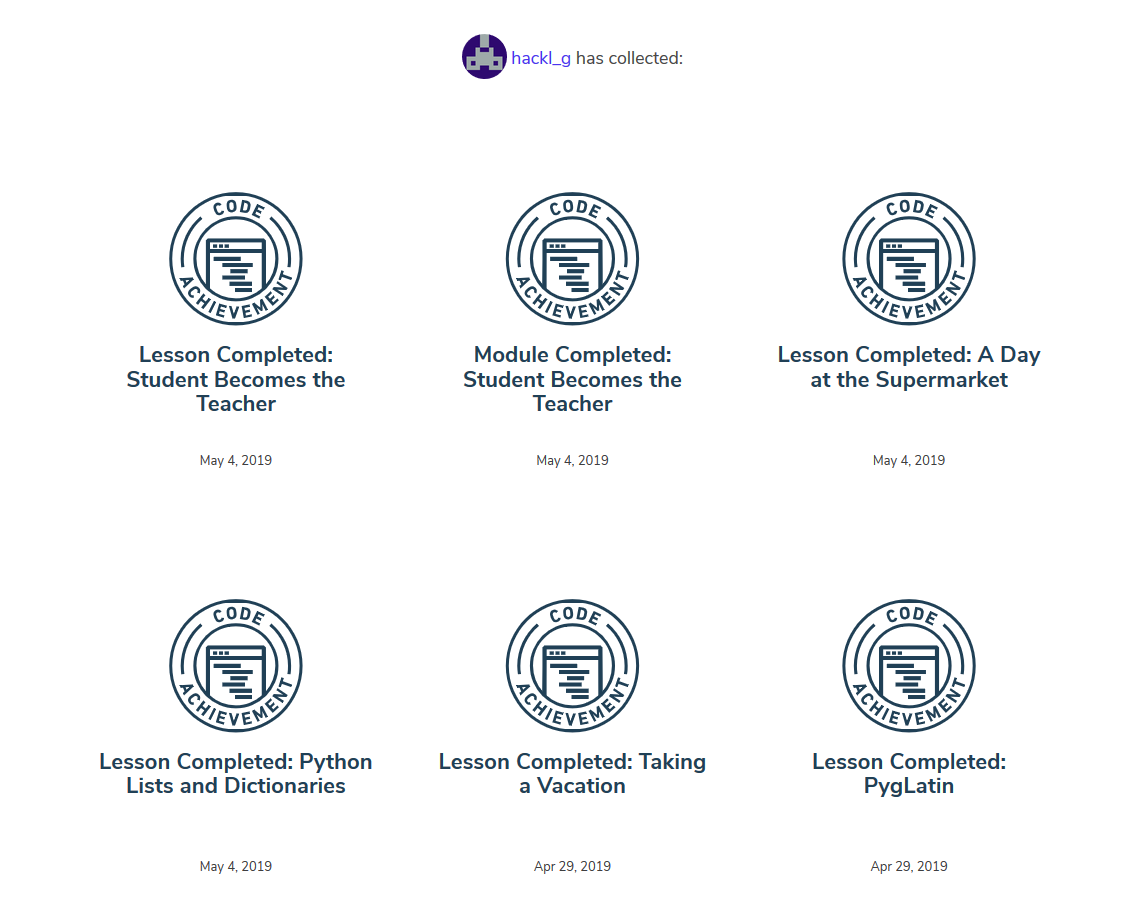 hackl_g has collected:
CODE CODE CODE
ACHIEVEMENT ACHIEVEMENT ACHIEVEMENT
Lesson Completed:
Student Becomes the
Teacher
May 4, 2019
Module Completed:
Student Becomes the
Teacher
May 4, 2019
Lesson Completed: A Day
at the Supermarket
May 4, 2019
CODE CODE CODE
ACHIEVEMENT ACHIEVEMENT ACHIEVEMENT
Lesson Completed: Python
Lists and Dictionaries
May 4, 2019
Lesson Completed: Taking
a Vacation
Apr 29, 2019
Lesson Completed:
PygLatin
Apr 29, 2019